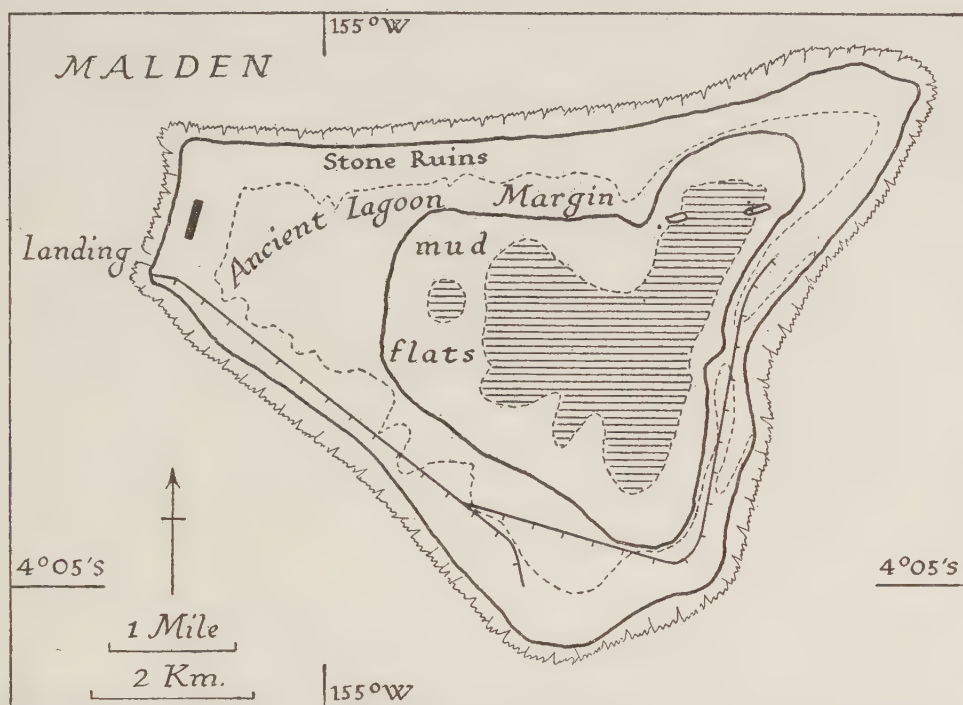 155°W
MALDEN
Stone Ruins
Ancient Lagoon Margin
Landing
mud
flats
4°05's
4°05's
1 Mile
2 Km.
155°W